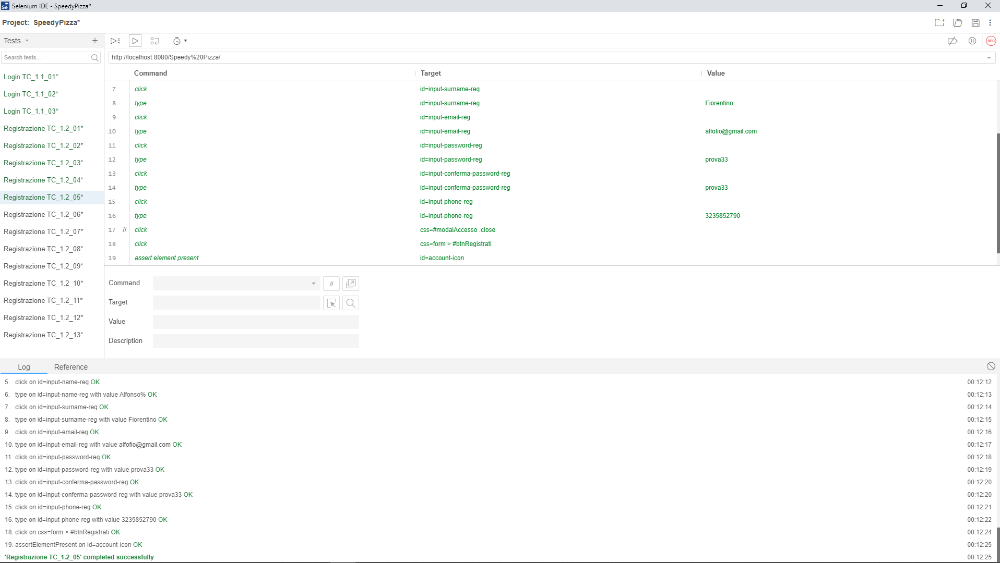 Selenium IDE - SpeedyPizza*
Project: SpeedyPizza*
Tests
Search tests...
Login TC_1.1_01*
Login TC_1.1_02*
Login TC_1.1_03*
Registrazione TC_1.2_01*
Registrazione TC_1.2_02*
Registrazione TC_1.2_03*
Registrazione TC_1.2_04*
Registrazione TC_1.2_05*
Registrazione TC_1.2_06*
Registrazione TC_1.2_07*
Registrazione TC_1.2_08*
Registrazione TC_1.2_09*
Registrazione TC_1.2_10*
Registrazione TC_1.2_11*
Registrazione TC_1.2_12*
Registrazione TC_1.2_13*
REC
http://localhost:8080/Speedy%20Pizza/
Command Target Value
7 click id=input-surname-reg
8 type id=input-surname-reg Fiorentino
9 click id=input-email-reg
10 type id=input-email-reg alfofio@gmail.com
11 click id=input-password-reg
12 type id=input-password-reg prova33
13 click id=input-conferma-password-reg
14 type id=input-conferma-password-reg prova33
15 click id=input-phone-reg
16 type id=input-phone-reg 3235852790
17 // click css=#modalAccesso .close
18 click css=form > #btnRegistrati
19 assert element present id=account-icon
Command //
Target
Value
Description
Log Reference
5. click on id=input-name-reg OK 00:12:12
6. type on id=input-name-reg with value Alfonso% OK 00:12:13
7. click on id=input-surname-reg OK 00:12:14
8. type on id=input-surname-reg with value Fiorentino OK 00:12:15
9. click on id=input-email-reg OK 00:12:16
10. type on id=input-email-reg with value alfofio@gmail.com OK 00:12:17
11. click on id=input-password-reg OK 00:12:18
12. type on id=input-password-reg with value prova33 OK 00:12:19
13. click on id=input-conferma-password-reg OK 00:12:20
14. type on id=input-conferma-password-reg with value prova33 OK 00:12:20
15. click on id=input-phone-reg OK 00:12:21
16. type on id=input-phone-reg with value 3235852790 OK 00:12:22
18. click on css=form > #btnRegistrati OK 00:12:24
19. assertElementPresent on id=account-icon OK 00:12:25
'Registrazione TC_1.2_05' completed successfully 00:12:25